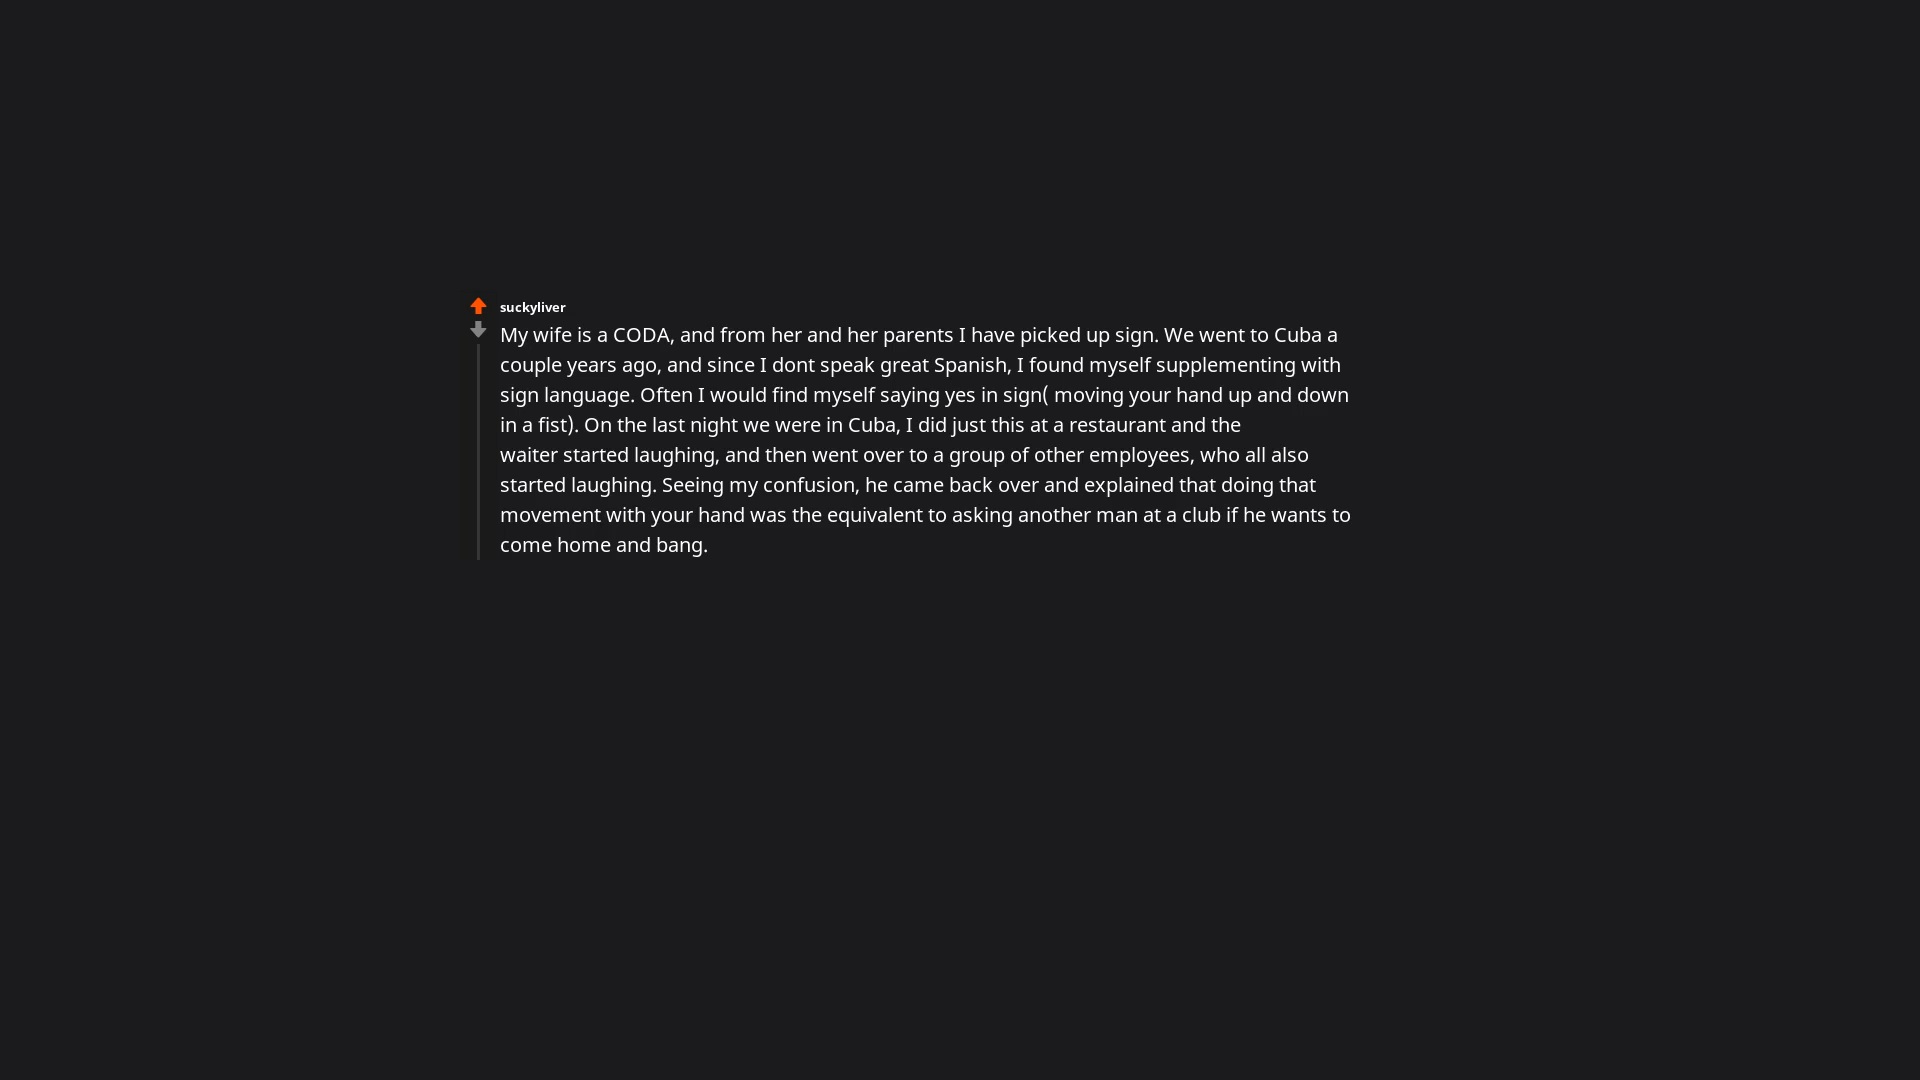 suckyliver
My wife is a CODA, and from her and her parents I have picked up sign. We went to Cuba a
couple years ago, and since I dont speak great Spanish, I found myself supplementing with
sign language. Often I would find myself saying yes in sign( moving your hand up and down
in a fist). On the last night we were in Cuba, I did just this at a restaurant and the
waiter started laughing, and then went over to a group of other employees, who all also
started laughing. Seeing my confusion, he came back over and explained that doing that
movement with your hand was the equivalent to asking another man at a club if he wants to
come home and bang.